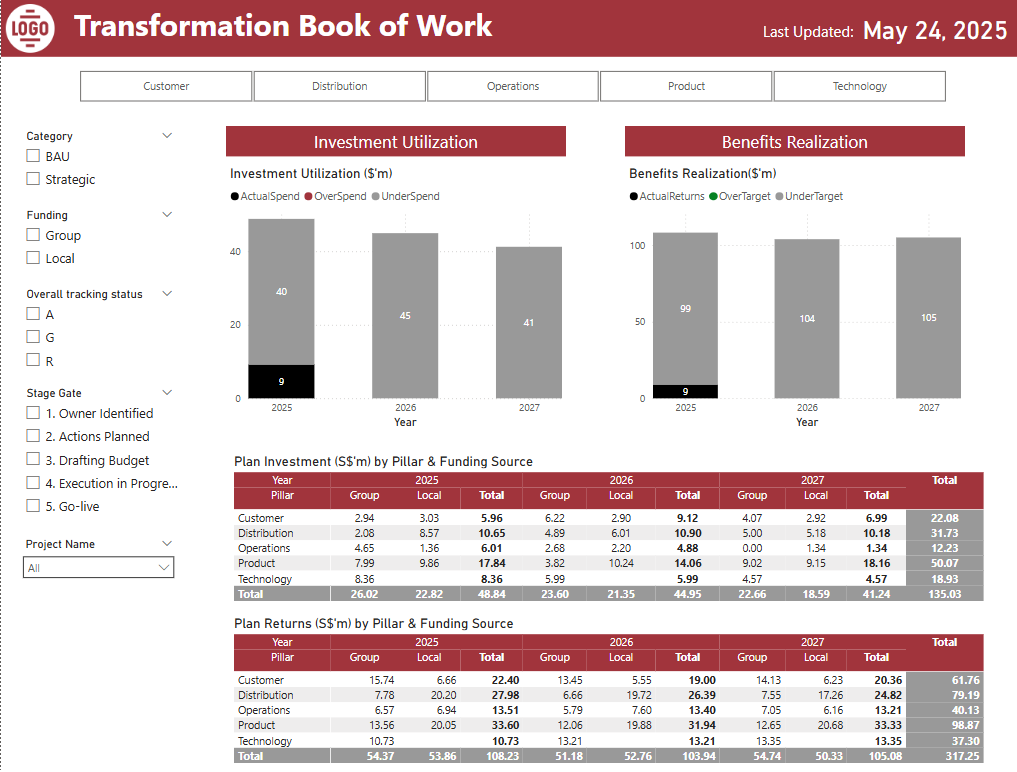 LOGO
Transformation Book of Work
Last Updated: May 24, 2025
Customer Distribution Operations Product Technology
Category
BAU
Strategic
Funding
Group
Local
Overall tracking status
A
G
R
Stage Gate
1. Owner Identified
2. Actions Planned
3. Drafting Budget
4. Execution in Progre...
5. Go-live
Project Name
All
Investment Utilization
Investment Utilization ($'m)
ActualSpend OverSpend UnderSpend
40
20
0
40
9
45
41
2025 2026 2027
Year
Benefits Realization
Benefits Realization($'m)
ActualReturns OverTarget UnderTarget
100
50
0
99
9
104
105
2025 2026 2027
Year
Plan Investment (S$'m) by Pillar & Funding Source
Year 2025 2026 2027 Total
Pillar Group Local Total Group Local Total Group Local Total
Customer 2.94 3.03 5.96 6.22 2.90 9.12 4.07 2.92 6.99 22.08
Distribution 2.08 8.57 10.65 4.89 6.01 10.90 5.00 5.18 10.18 31.73
Operations 4.65 1.36 6.01 2.68 2.20 4.88 0.00 1.34 1.34 12.23
Product 7.99 9.86 17.84 3.82 10.24 14.06 9.02 9.15 18.16 50.07
Technology 8.36 8.36 5.99 5.99 4.57 4.57 18.93
Total 26.02 22.82 48.84 23.60 21.35 44.95 22.66 18.59 41.24 135.03
Plan Returns (S$'m) by Pillar & Funding Source
Year 2025 2026 2027 Total
Pillar Group Local Total Group Local Total Group Local Total
Customer 15.74 6.66 22.40 13.45 5.55 19.00 14.13 6.23 20.36 61.76
Distribution 7.78 20.20 27.98 6.66 19.72 26.39 7.55 17.26 24.82 79.19
Operations 6.57 6.94 13.51 5.79 7.60 13.40 7.05 6.16 13.21 40.13
Product 13.56 20.05 33.60 12.06 19.88 31.94 12.65 20.68 33.33 98.87
Technology 10.73 10.73 13.21 13.21 13.35 13.35 37.30
Total 54.37 53.86 108.23 51.18 52.76 103.94 54.74 50.33 105.08 317.25